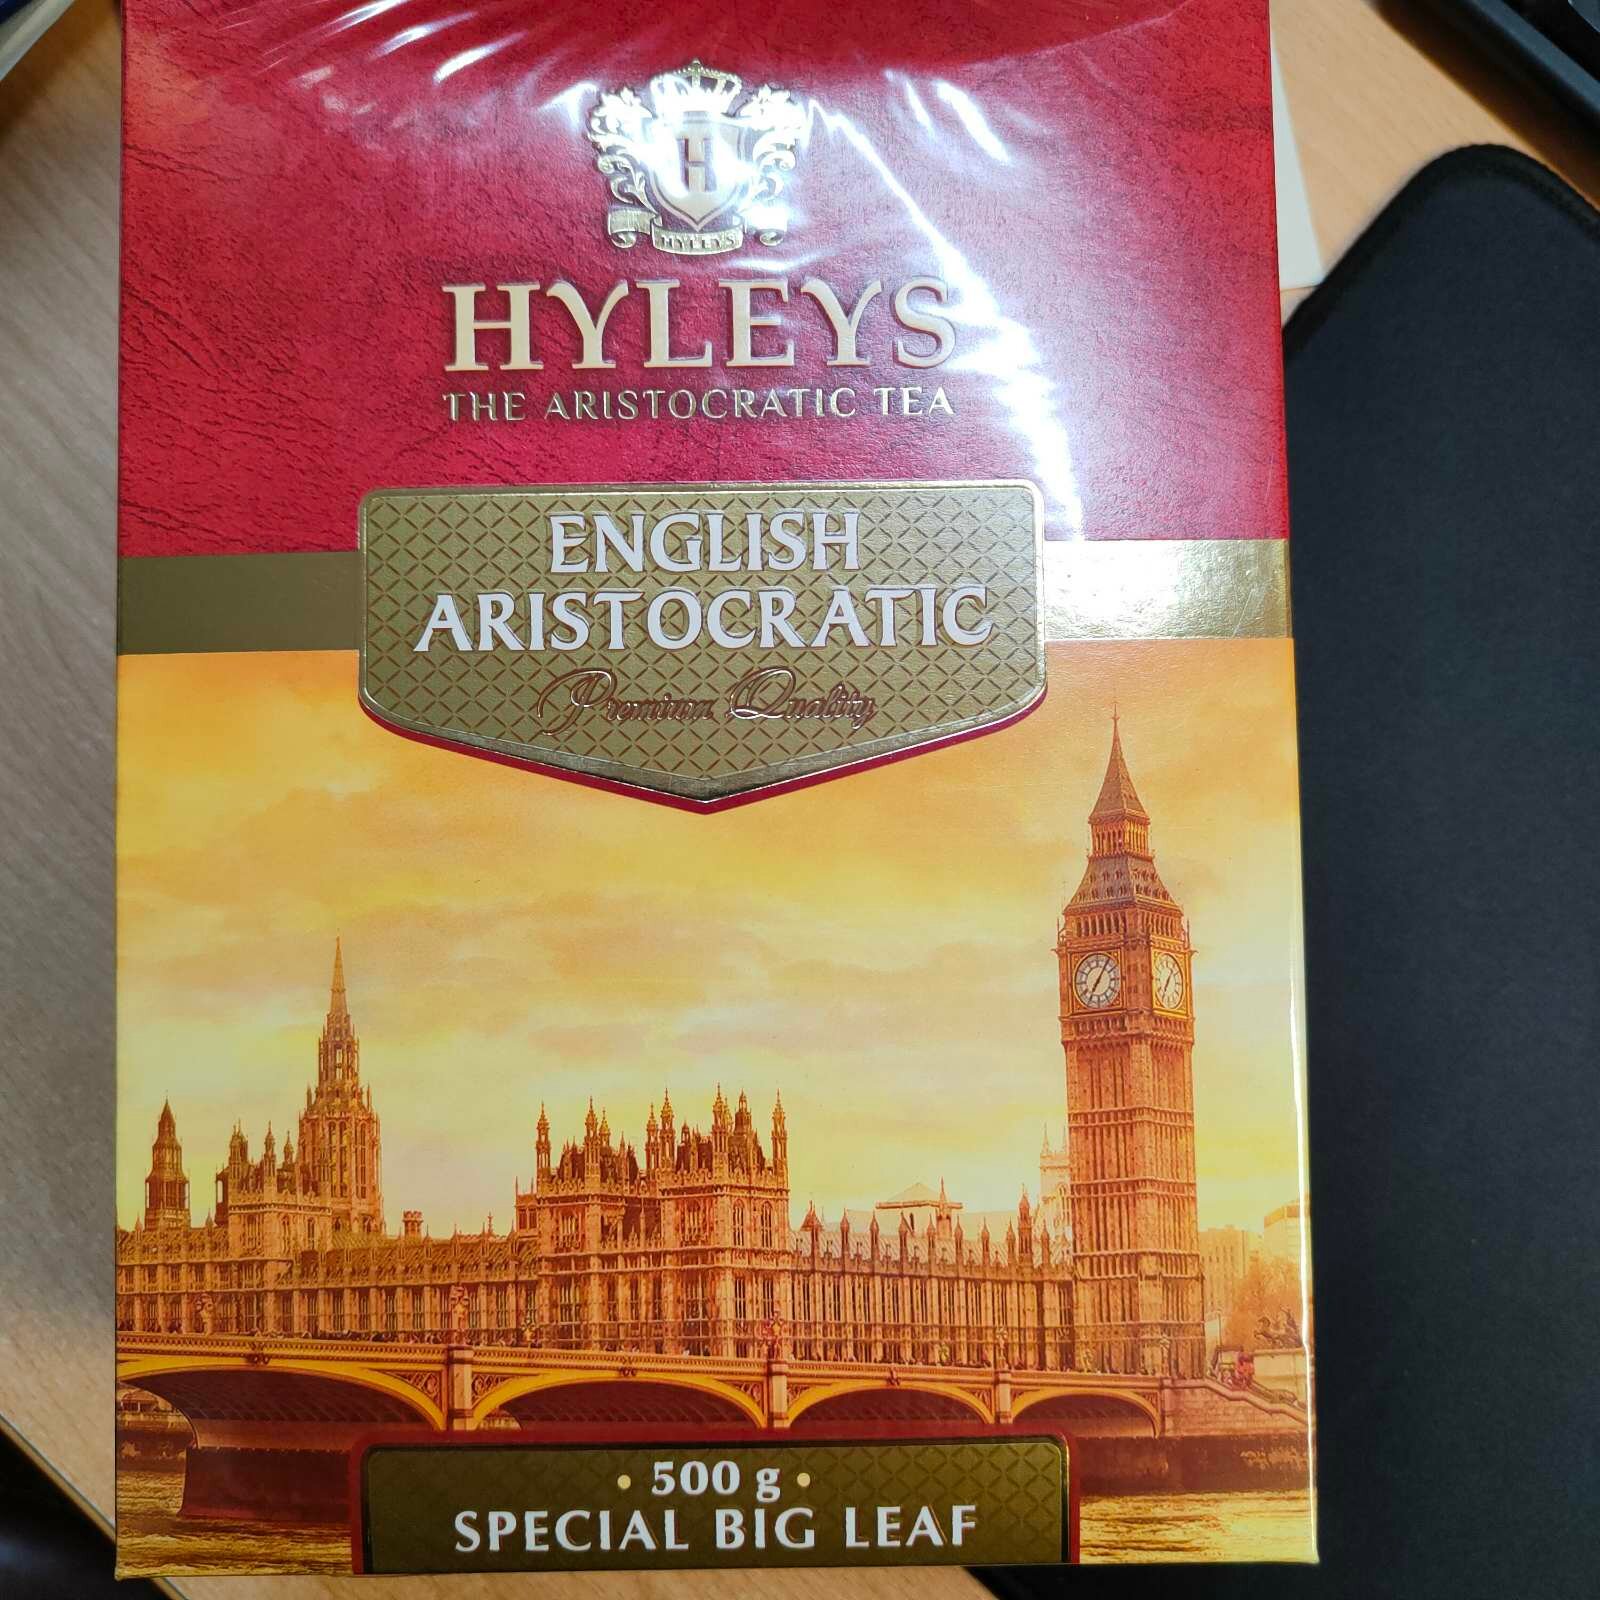 H
HYLEYS
HYLEYS
THE ARISTOCRATIC TEA
ENGLISH
ARISTOCRATIC
Premium Quality
• 500 g •
SPECIAL BIG LEAF